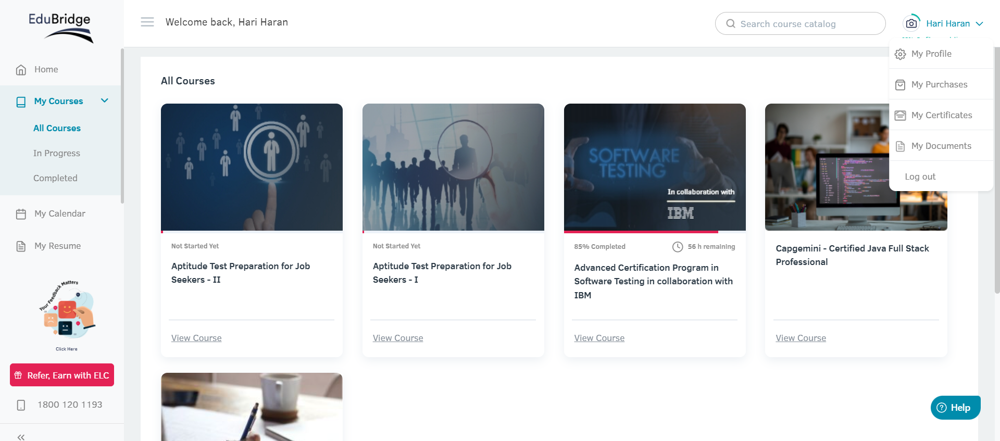 EduBridge
Welcome back, Hari Haran
Search course catalog
Hari Haran
Home
My Courses
All Courses
In Progress
Completed
My Calendar
My Resume
Your Feedback Matters
Click Here
Refer, Earn with ELC
1800 120 1193
My Profile
My Purchases
My Certificates
My Documents
Log out
All Courses
SOFTWARE
TESTING
In collaboration with
IBM
Not Started Yet
Aptitude Test Preparation for Job
Seekers - II
View Course
Not Started Yet
Aptitude Test Preparation for Job
Seekers - I
View Course
85% Completed
56 h remaining
Advanced Certification Program in
Software Testing in collaboration with
IBM
View Course
Capgemini - Certified Java Full Stack
Professional
View Course
Help